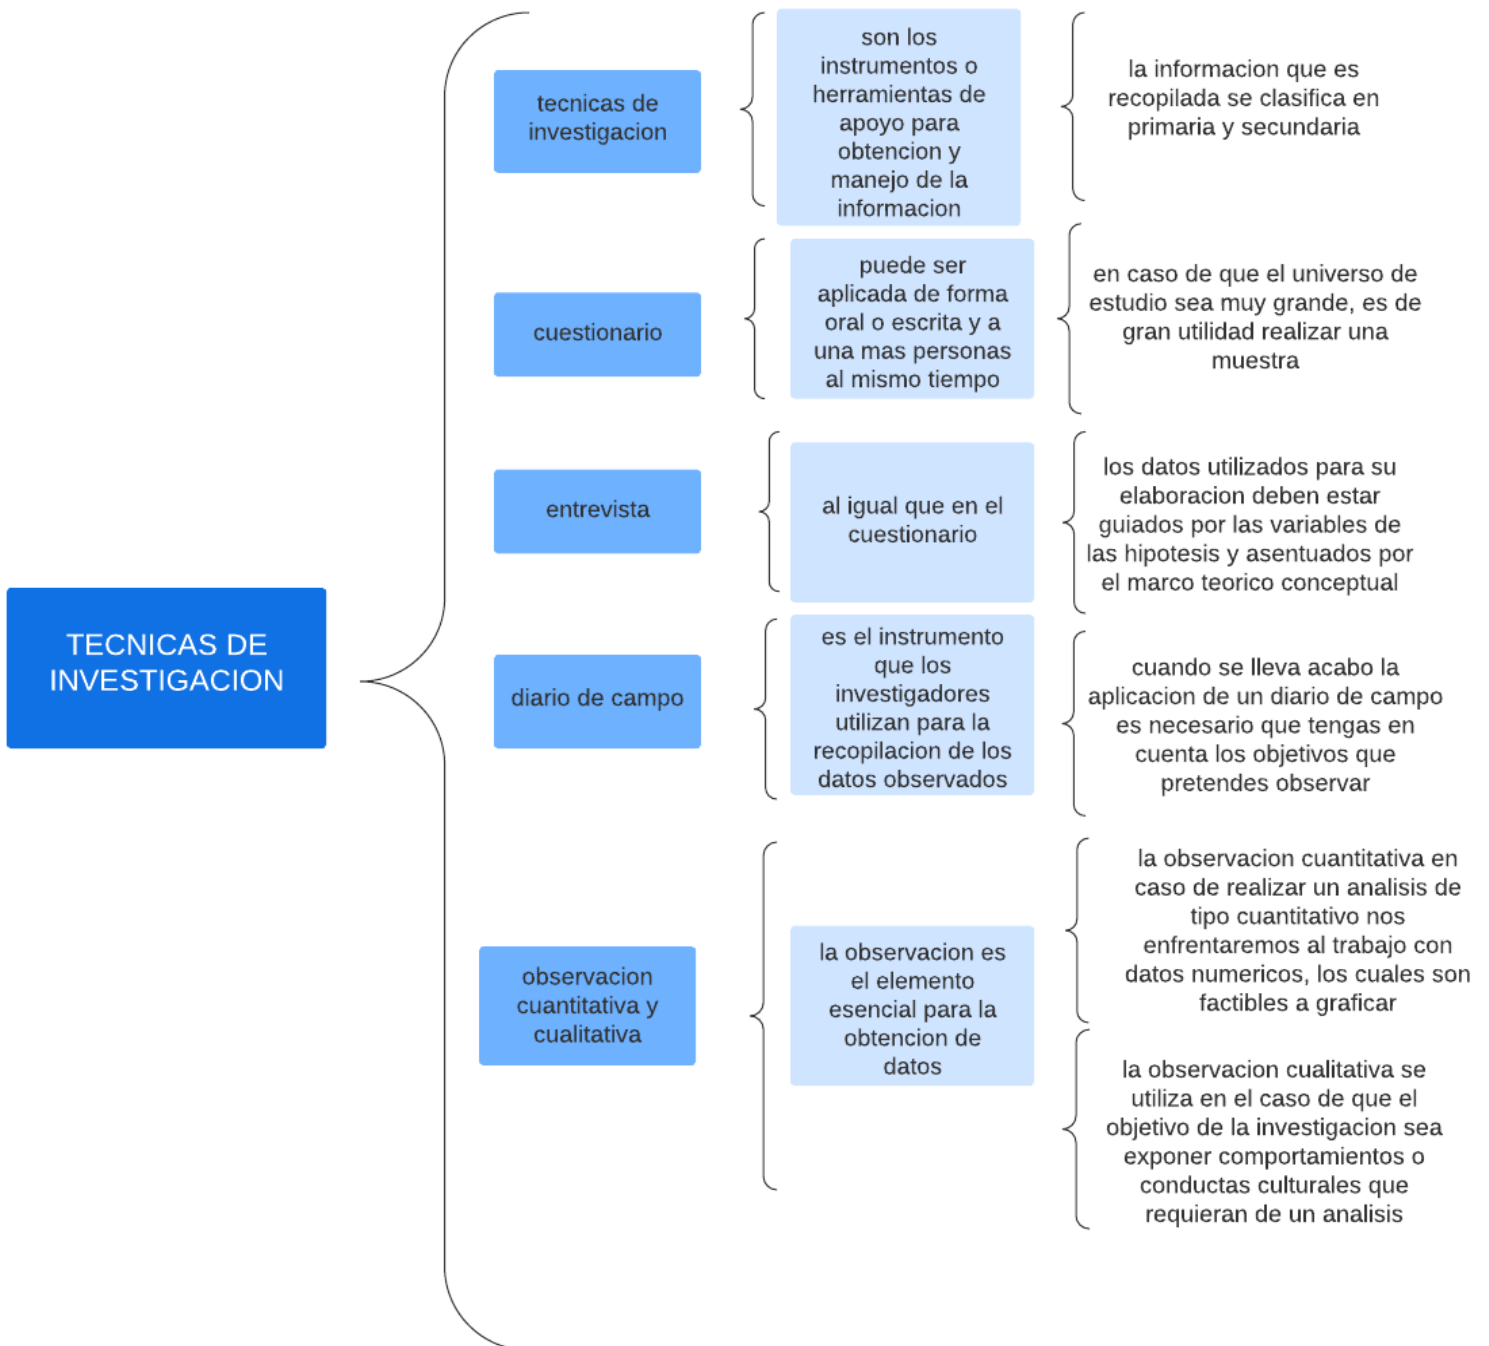 TECNICAS DE
INVESTIGACION
tecnicas de
investigacion
son los
instrumentos o
herramientas de
apoyo para
obtencion y
manejo de la
informacion
la informacion que es
recopilada se clasifica en
primaria y secundaria
cuestionario
puede ser
aplicada de forma
oral o escrita y a
una mas personas
al mismo tiempo
en caso de que el universo de
estudio sea muy grande, es de
gran utilidad realizar una
muestra
entrevista
al igual que en el
cuestionario
los datos utilizados para su
elaboracion deben estar
guiados por las variables de
las hipotesis y asentuados por
el marco teorico conceptual
diario de campo
es el instrumento
que los
investigadores
utilizan para la
recopilacion de los
datos observados
cuando se lleva acabo la
aplicacion de un diario de campo
es necesario que tengas en
cuenta los objetivos que
pretendes observar
observacion
cuantitativa y
cualitativa
la observacion es
el elemento
esencial para la
obtencion de
datos
la observacion cuantitativa en
caso de realizar un analisis de
tipo cuantitativo nos
enfrentaremos al trabajo con
datos numericos, los cuales son
factibles a graficar
la observacion cualitativa se
utiliza en el caso de que el
objetivo de la investigacion sea
exponer comportamientos o
conductas culturales que
requieran de un analisis